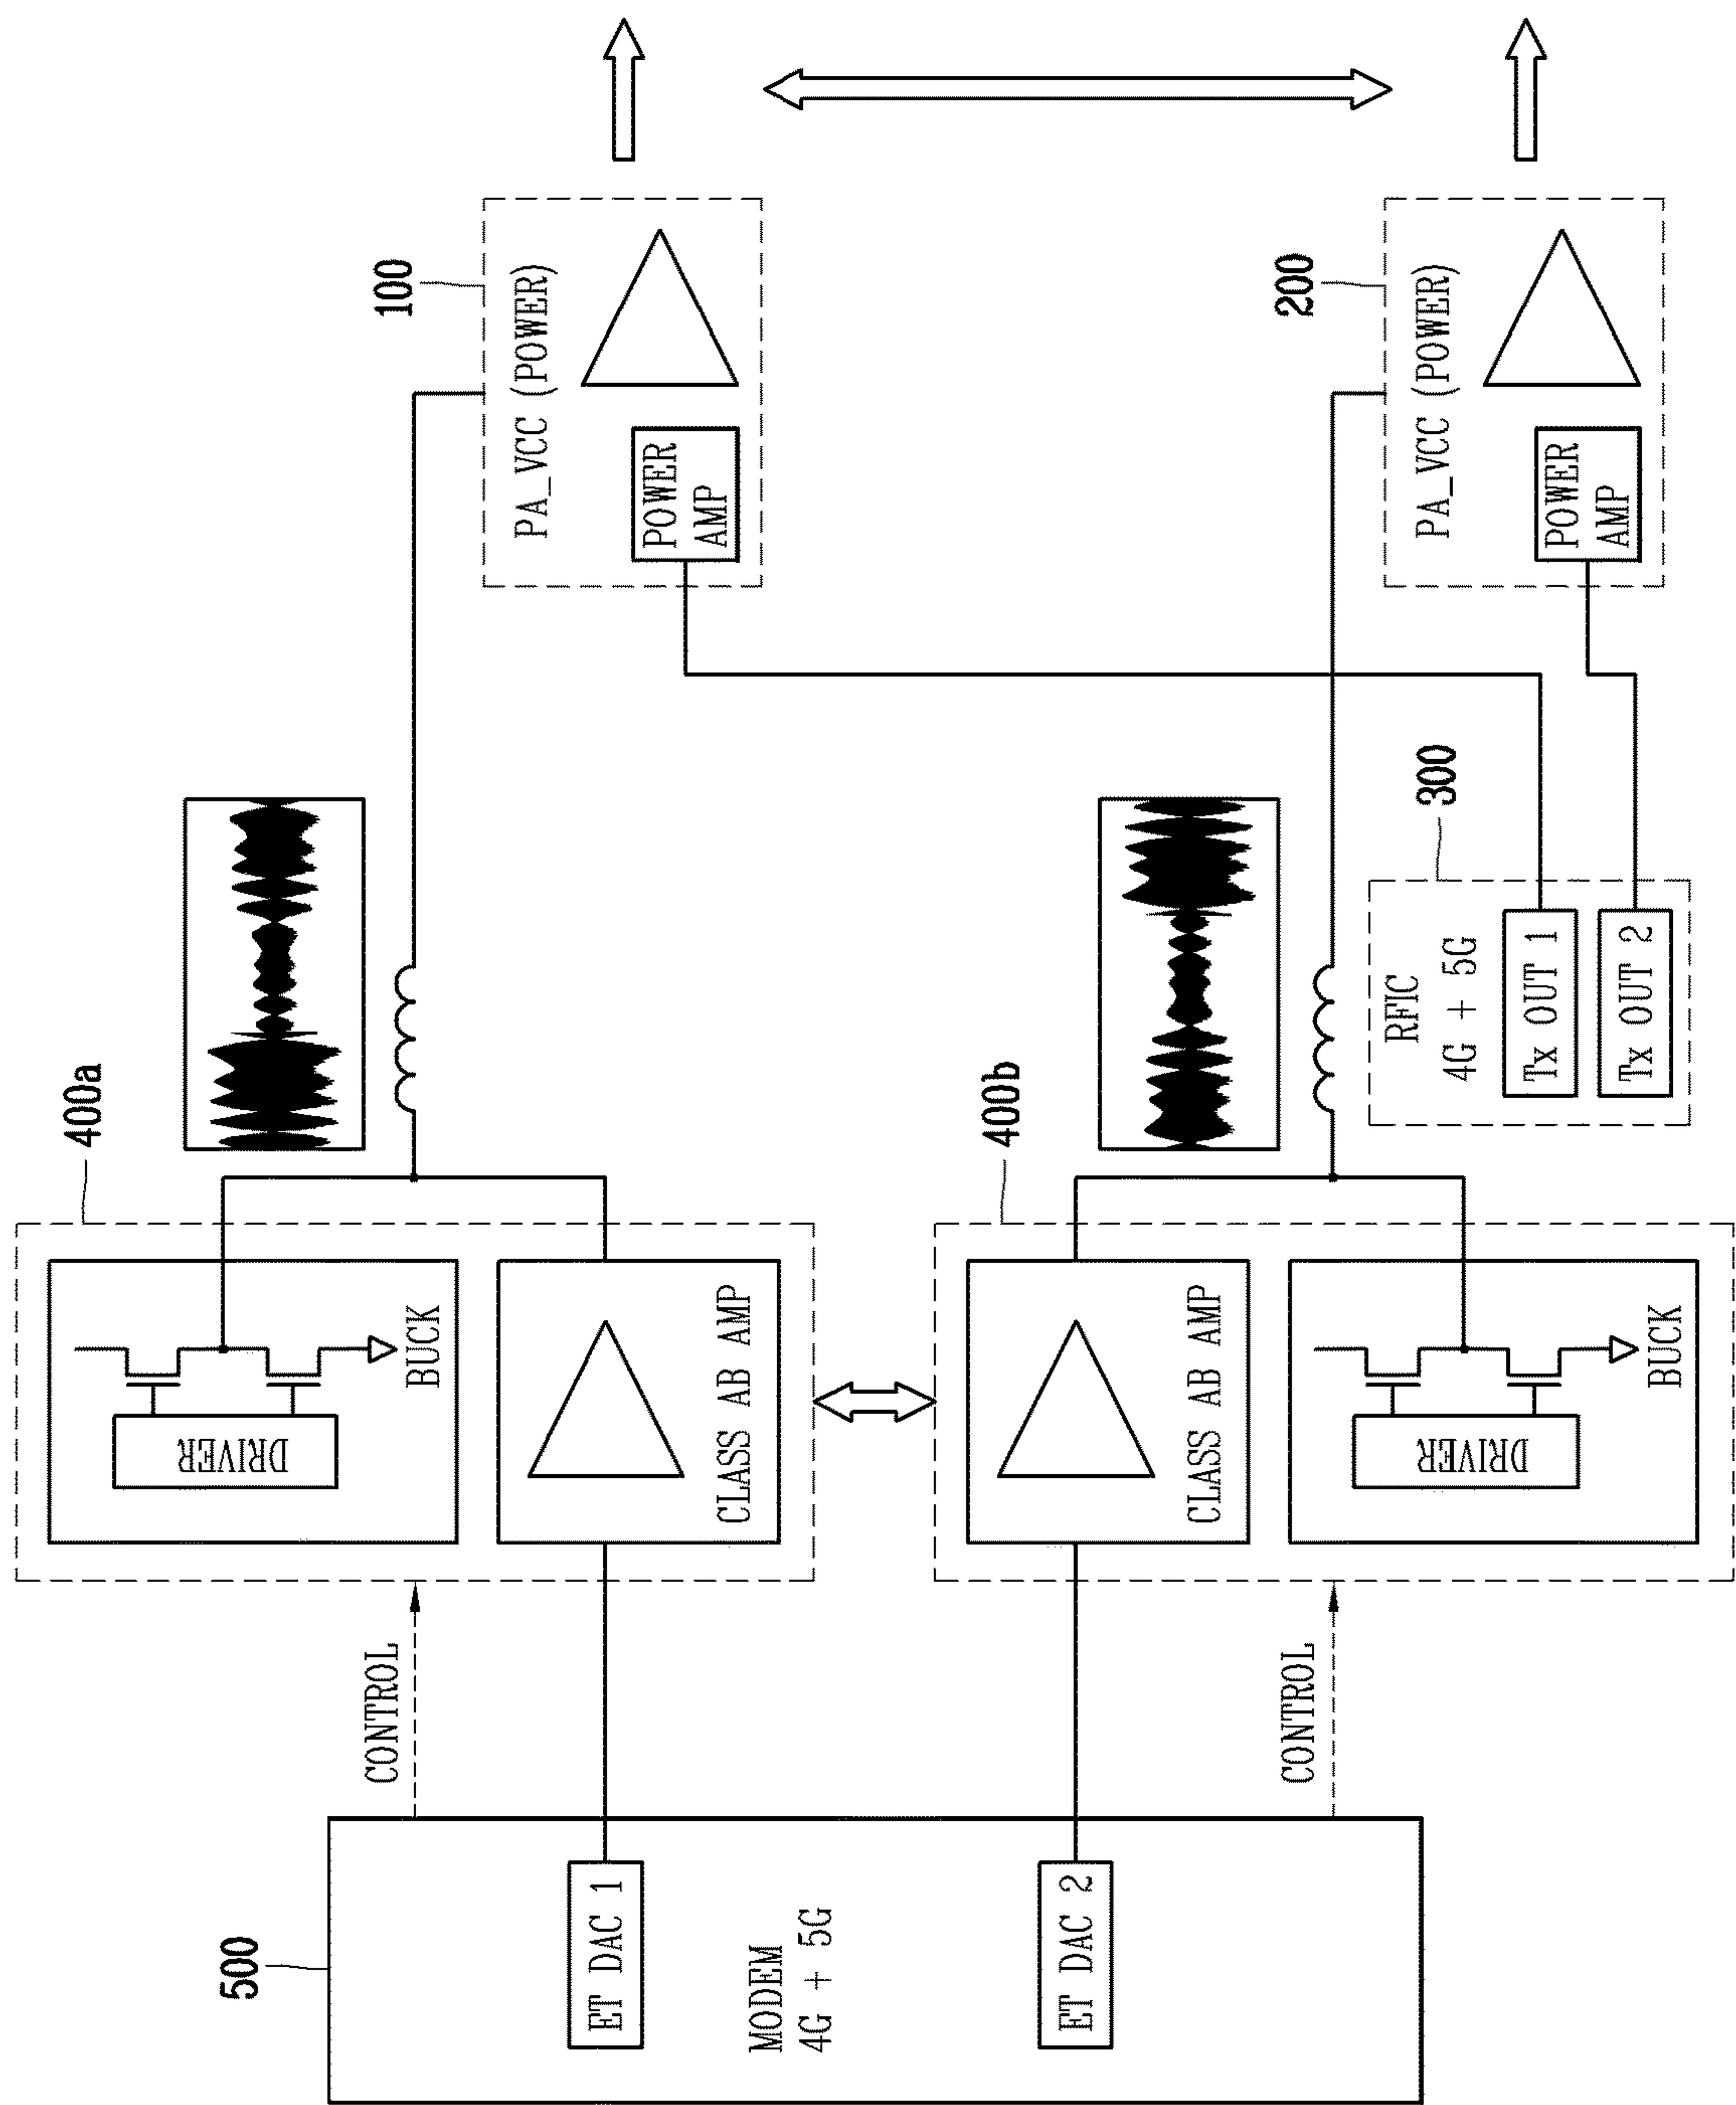 500
MODEM
4G + 5G
ET DAC 1
ET DAC 2
CONTROL
CONTROL
400a
DRIVER
BUCK
CLASS AB AMP
400b
CLASS AB AMP
DRIVER
BUCK
300
RFIC
4G + 5G
Tx OUT 1
Tx OUT 2
100
PA_VCC (POWER)
POWER
AMP
200
PA_VCC (POWER)
POWER
AMP